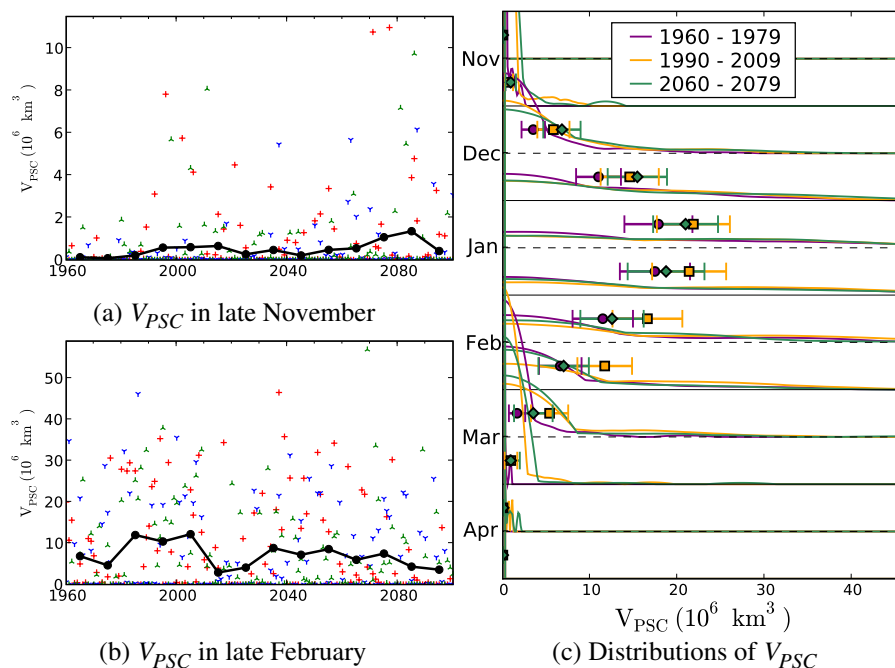 10
8
6
4
2
0
V_PSC (10^6 km^3)
1960 2000 2040 2080
(a) V_PSC in late November
50
40
30
20
10
0
V_PSC (10^6 km^3)
1960 2000 2040 2080
(b) V_PSC in late February
1960 - 1979
1990 - 2009
2060 - 2079
Nov
Dec
Jan
Feb
Mar
Apr
0 10 20 30 40
V_PSC (10^6 km^3)
(c) Distributions of V_PSC